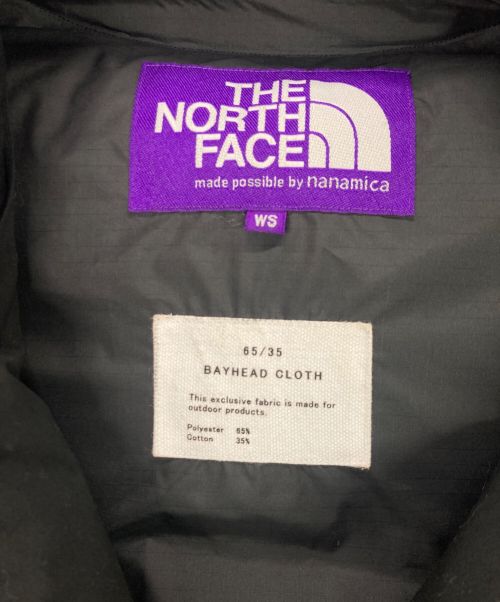 THE
NORTH
FACE
made possible by nanamica
WS
65/35
BAYHEAD CLOTH
This exclusive fabric is made for
outdoor products.
Polyester 65%
Cotton 35%